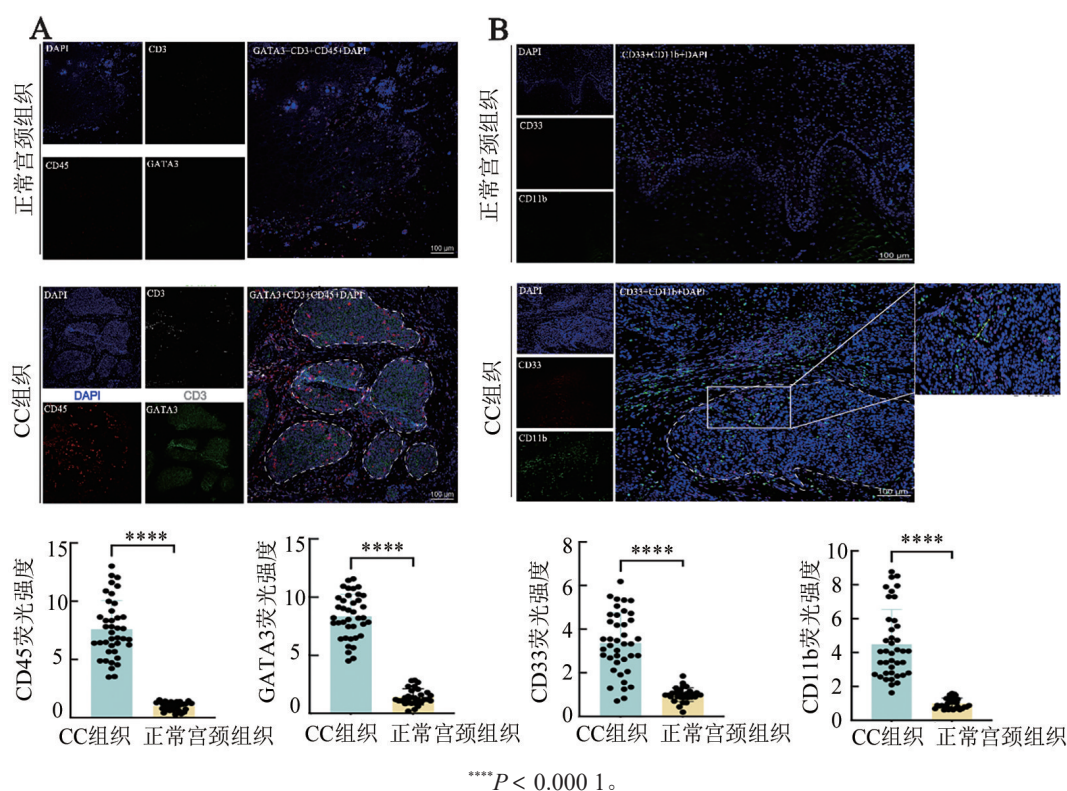 A
正常宫颈组织
DAPI
CD3
GATA3+CD3+CD45+DAPI
CD45
GATA3
100 μm
CC组织
DAPI
CD3
GATA3+CD3+CD45+DAPI
DAPI
CD3
CD45
GATA3
100 μm
B
正常宫颈组织
DAPI
CD33+CD11b+DAPI
CD33
CD11b
100 μm
CC组织
DAPI
CD33+CD11b+DAPI
CD33
CD11b
100 μm
CD45荧光强度
15
10
5
0
****
CC组织
正常宫颈组织
GATA3荧光强度
15
10
5
0
****
CC组织
正常宫颈组织
CD33荧光强度
8
6
4
2
0
****
CC组织
正常宫颈组织
CD11b荧光强度
10
8
6
4
2
0
****
CC组织
正常宫颈组织
****P < 0.000 1。